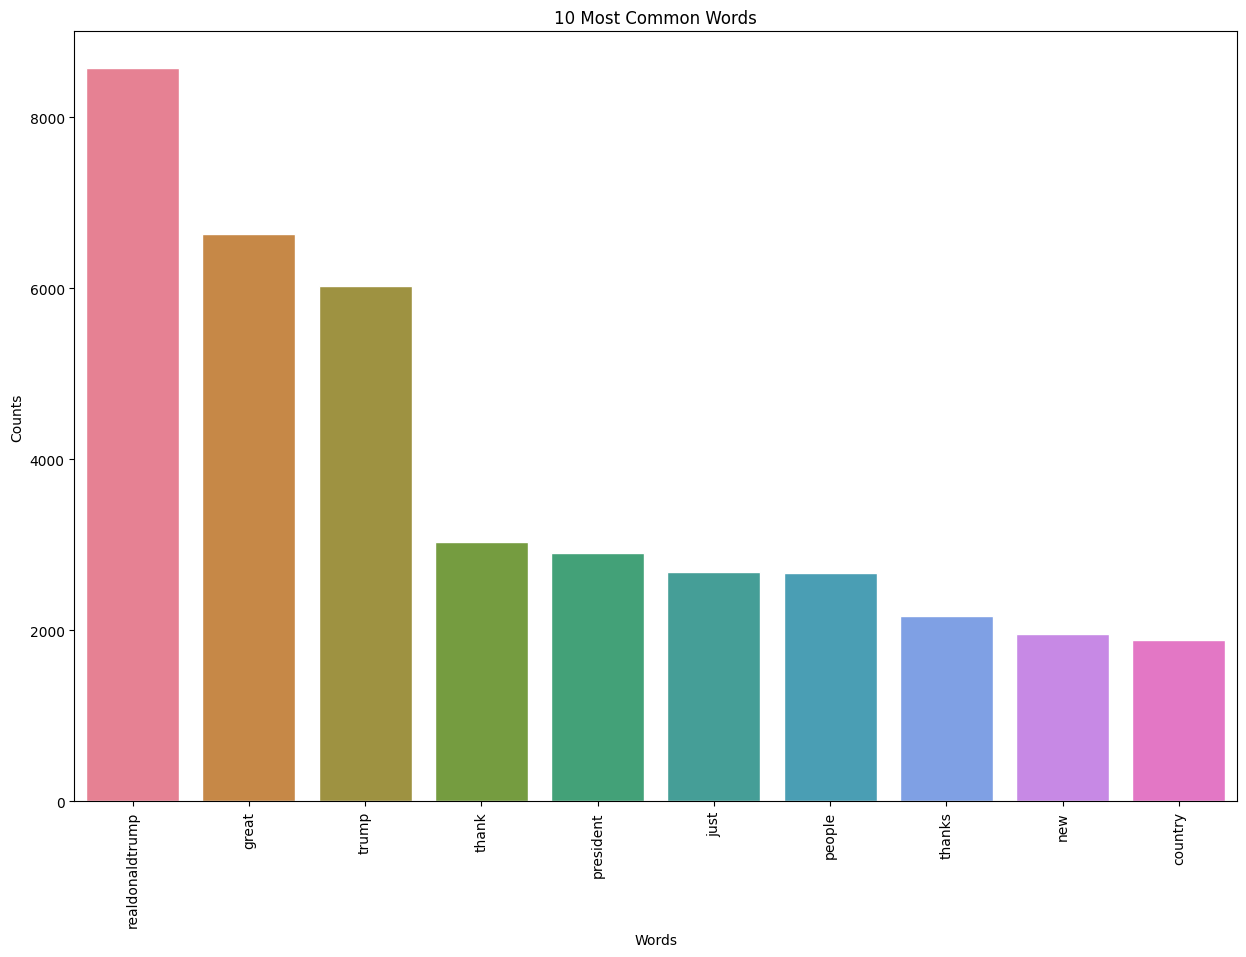 10 Most Common Words
8000
6000
4000
2000
0
Counts
realdonaldtrump
great
trump
thank
president
just
people
thanks
new
country
Words